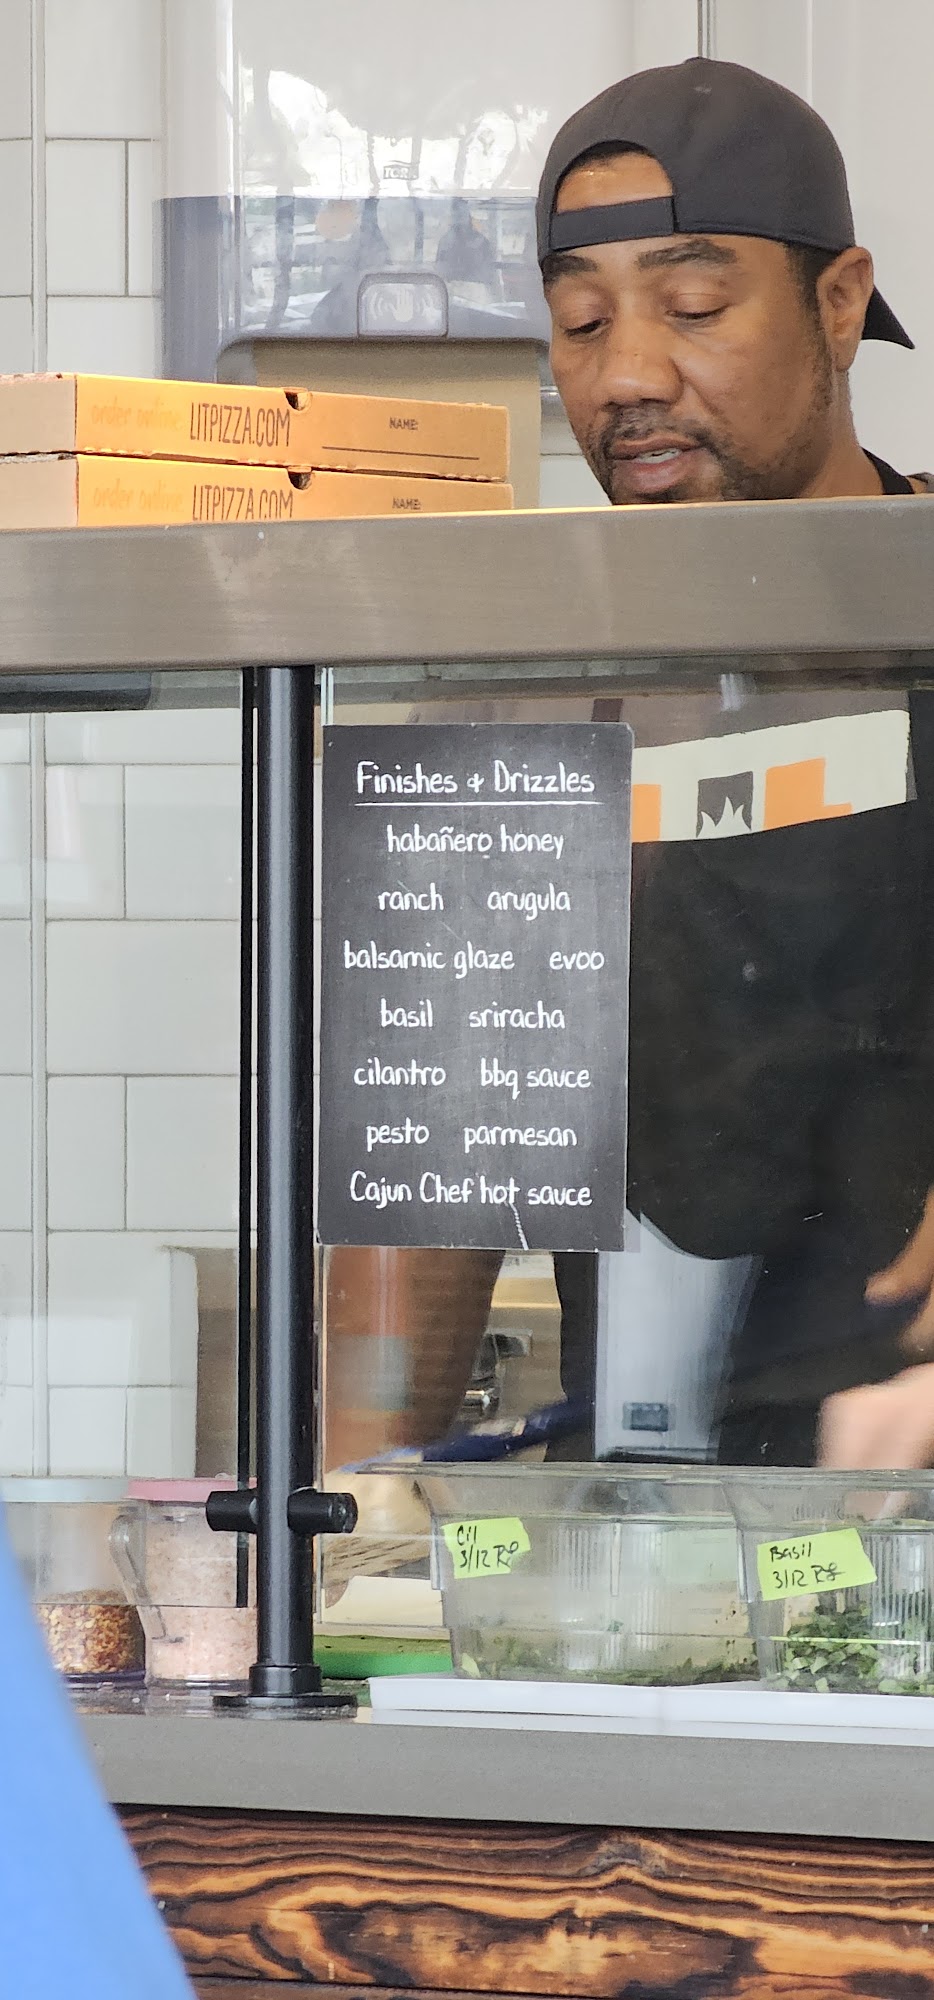 TORK
order online LITPIZZA.COM NAME:
order online LITPIZZA.COM NAME:
Finishes & Drizzles
habañero honey
ranch arugula
balsamic glaze evoo
basil sriracha
cilantro bbq sauce
pesto parmesan
Cajun Chef hot sauce
Cil
3/12
Basil
3/12